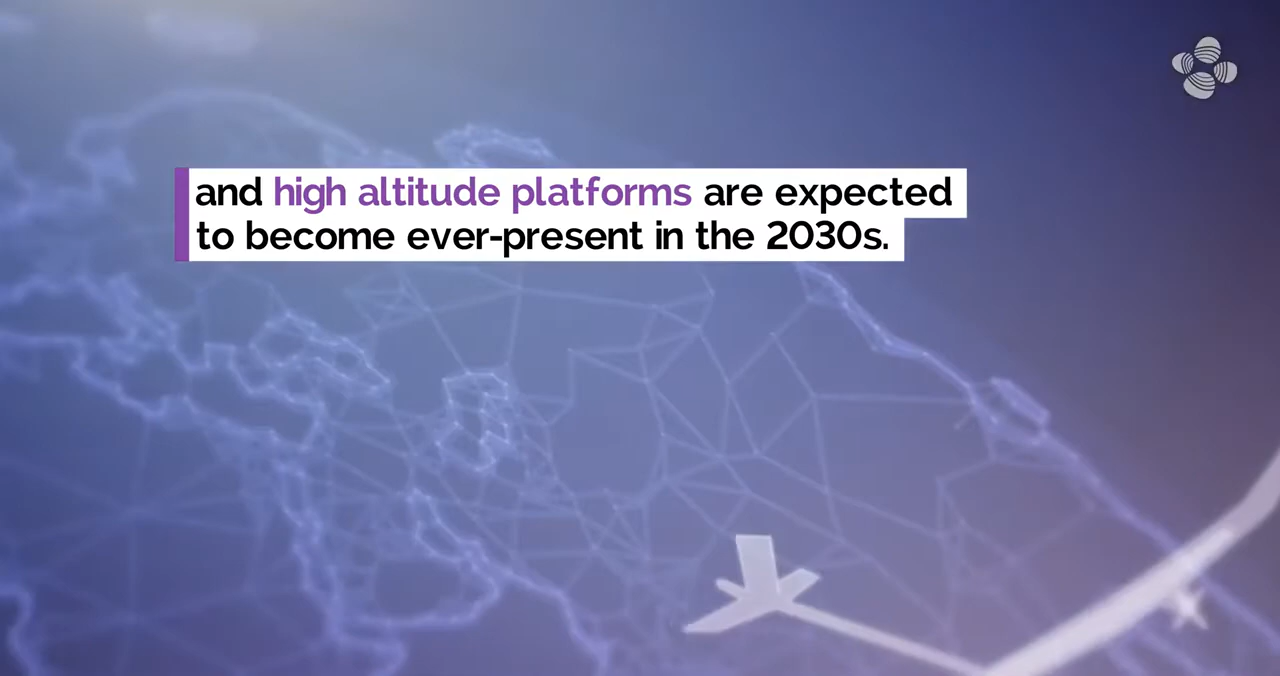 and high altitude platforms are expected
to become ever-present in the 2030s.